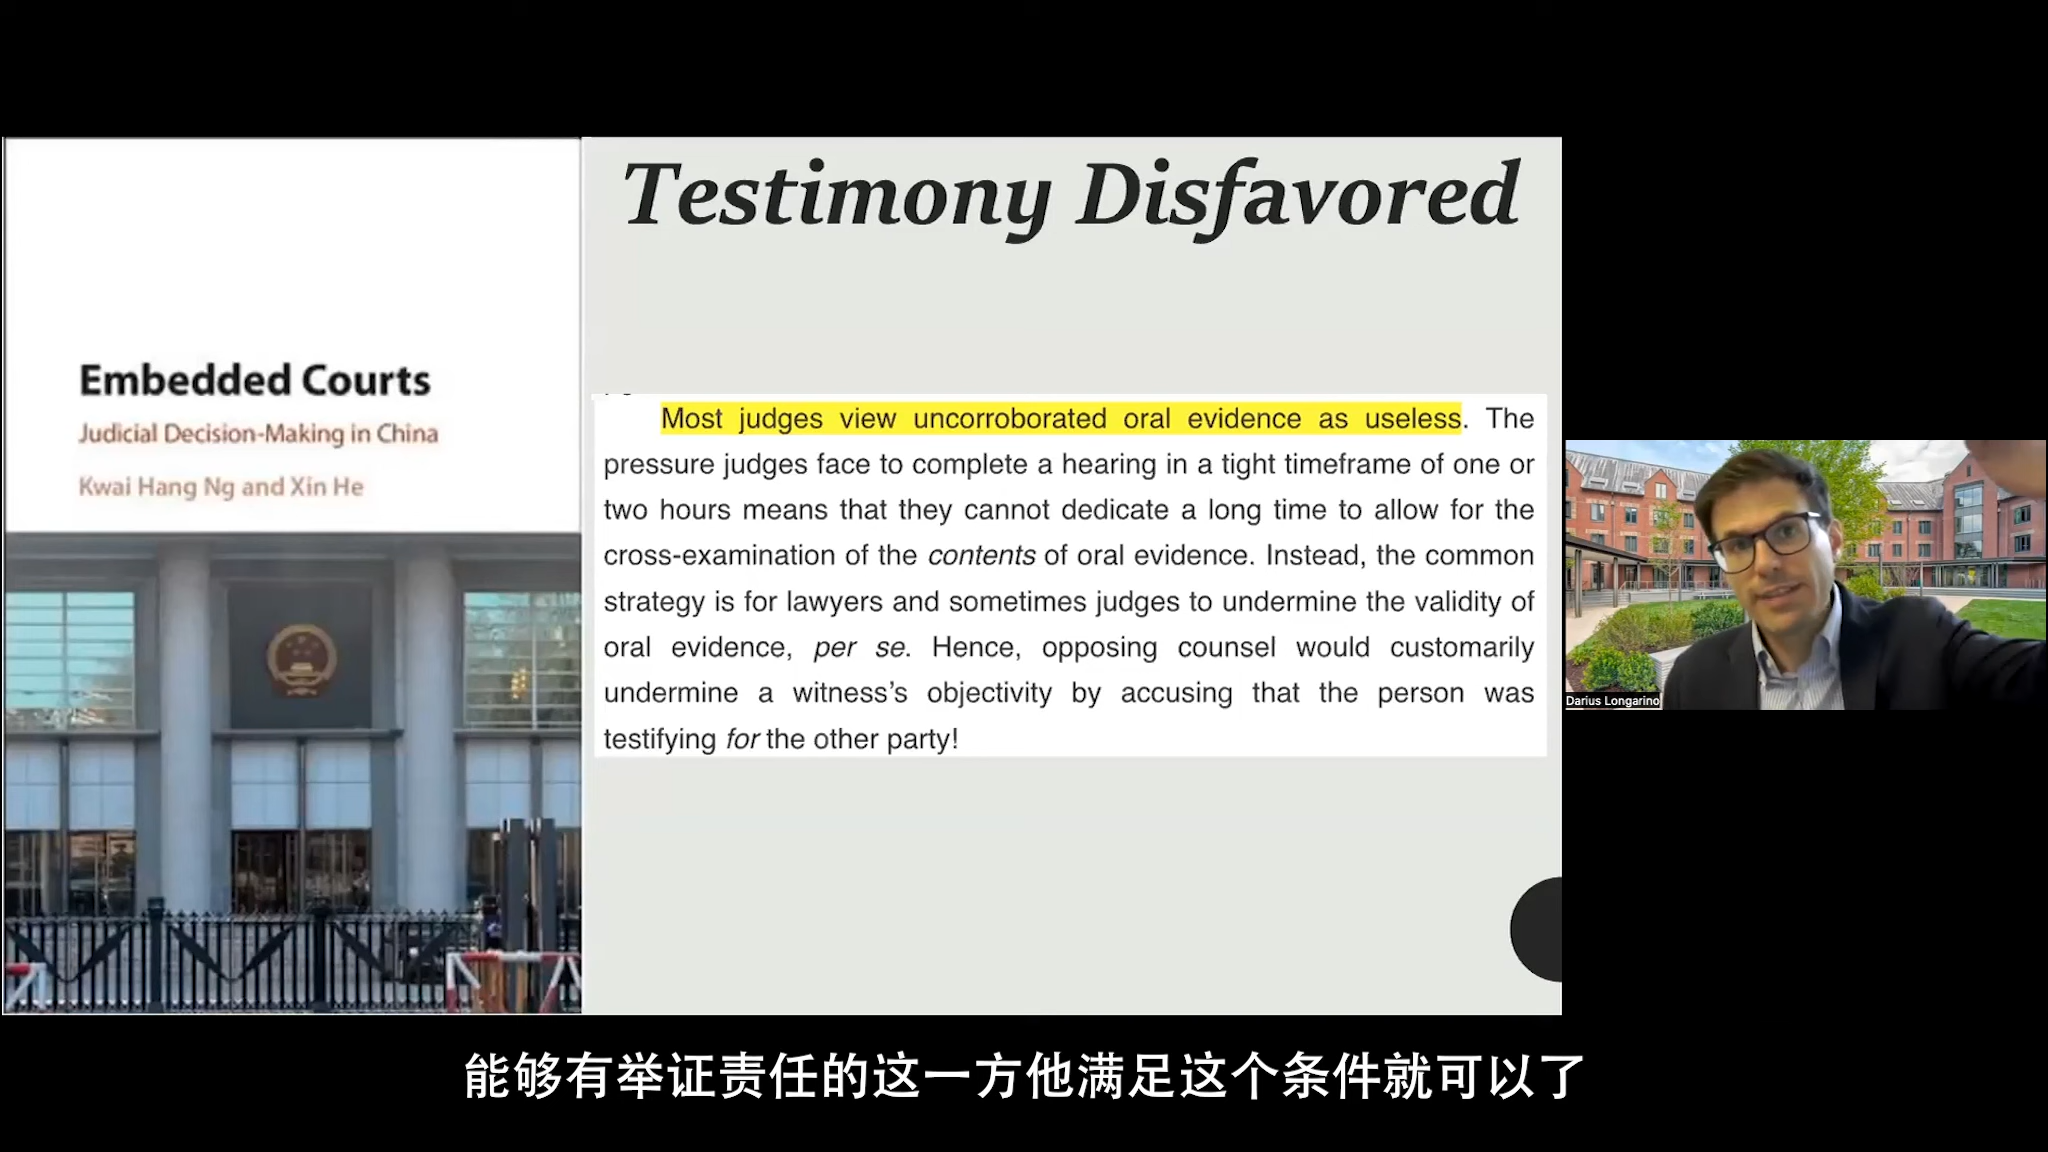 Testimony Disfavored
Embedded Courts
Judicial Decision-Making in China
Kwai Hang Ng and Xin He
Most judges view uncorroborated oral evidence as useless. The
pressure judges face to complete a hearing in a tight timeframe of one or
two hours means that they cannot dedicate a long time to allow for the
cross-examination of the contents of oral evidence. Instead, the common
strategy is for lawyers and sometimes judges to undermine the validity of
oral evidence, per se. Hence, opposing counsel would customarily
undermine a witness’s objectivity by accusing that the person was
testifying for the other party!
Darius Longarino
能够有举证责任的这一方他满足这个条件就可以了